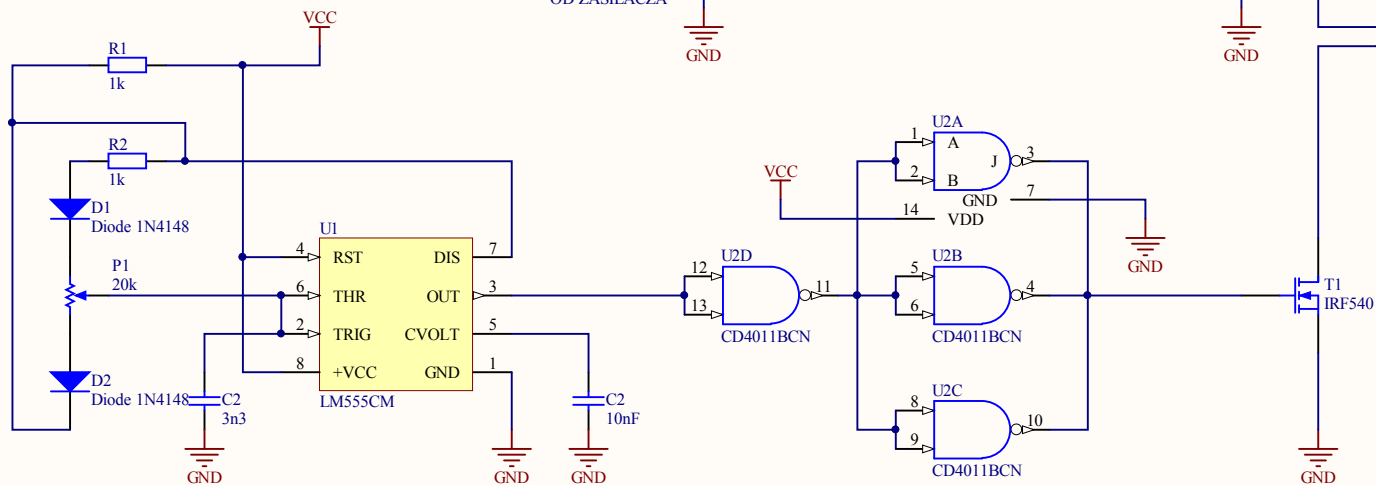 OD ZASILACZA
VCC
GND
GND
R1
1k
R2
1k
D1
Diode 1N4148
P1
20k
D2
Diode 1N4148
C2
3n3
GND
U1
4 RST DIS 7
6 THR OUT 3
2 TRIG CVOLT 5
8 +VCC GND 1
LM555CM
GND
C2
10nF
GND
U2D
12
13
11
CD4011BCN
VCC
U2A
1 A
J 3
2 B
GND 7
14 VDD
GND
U2B
5
6
4
CD4011BCN
U2C
8
9
10
CD4011BCN
T1
IRF540
GND